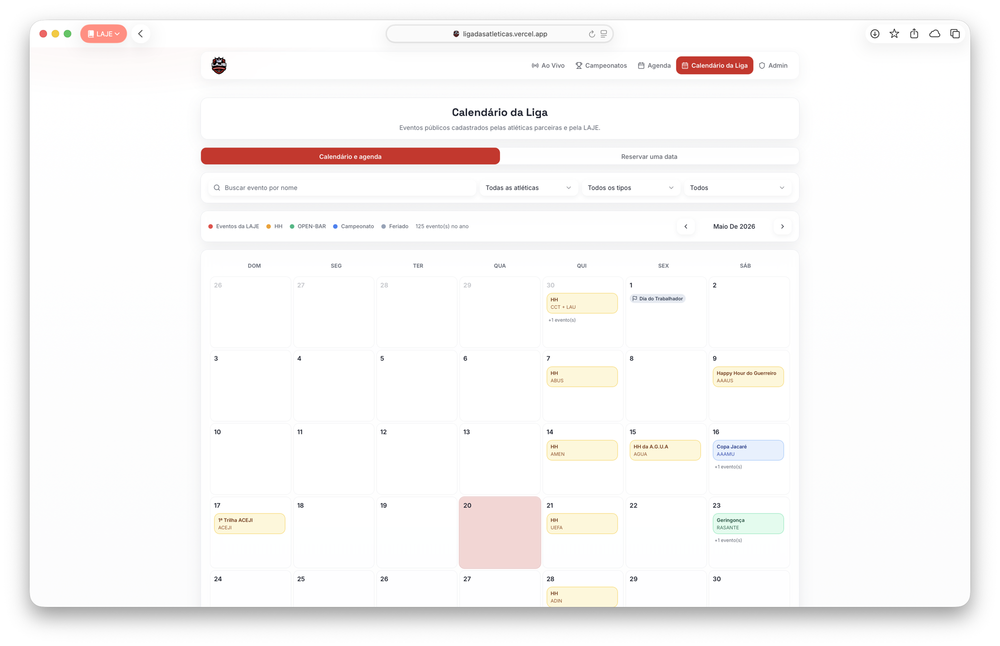 LAJE
ligadasatleticas.vercel.app
LAJE
Ao Vivo
Campeonatos
Agenda
Calendário da Liga
Admin
Calendário da Liga
Eventos públicos cadastrados pelas atléticas parceiras e pela LAJE.
Calendário e agenda
Reservar uma data
Buscar evento por nome
Todas as atléticas
Todos os tipos
Todos
Eventos da LAJE
HH
OPEN-BAR
Campeonato
Feriado
125 evento(s) no ano
Maio De 2026
DOM
SEG
TER
QUA
QUI
SEX
SÁB
26
27
28
29
30
HH
CCT + LAU
+1 evento(s)
1
Dia do Trabalhador
2
3
4
5
6
7
HH
ABUS
8
9
Happy Hour do Guerreiro
AAAUS
10
11
12
13
14
HH
AMEN
15
HH da A.G.U.A
AGUA
16
Copa Jacaré
AAAMU
+1 evento(s)
17
1ª Trilha ACEJI
ACEJI
18
19
20
21
HH
UEFA
22
23
Geringonça
RASANTE
+1 evento(s)
24
25
26
27
28
HH
ADIN
29
30